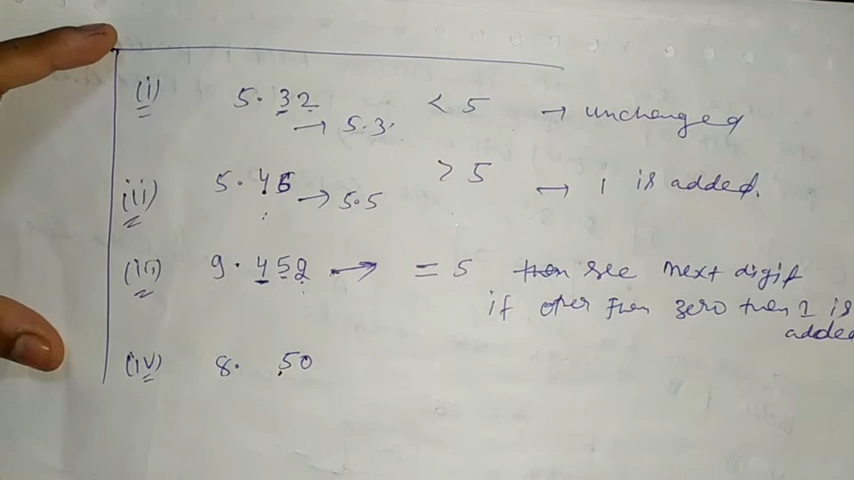 (i) 5.32 < 5 → unchanged
→ 5.3.
(ii) 5.46 → 5.5 > 5 → 1 is added.
(iii) 9.452 → = 5 then see next digit
if other than zero then 1 is
added
(iv) 8. 50